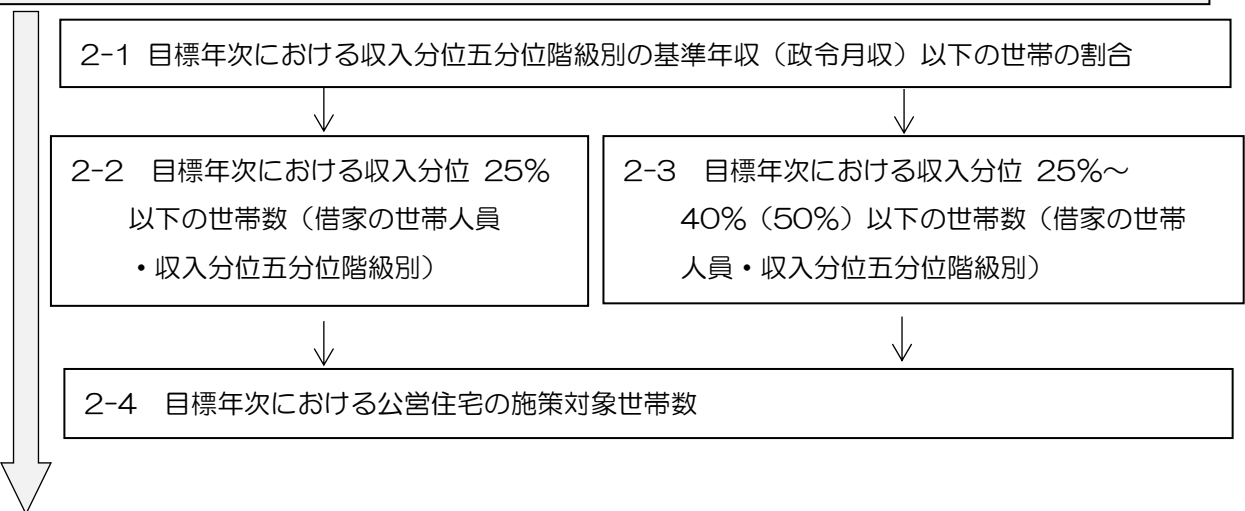 2-1 目標年次における収入分位五分位階級別の基準年収（政令月収）以下の世帯の割合
2-2 目標年次における収入分位 25%
以下の世帯数（借家の世帯人員
・収入分位五分位階級別）
2-3 目標年次における収入分位 25%～
40%（50%）以下の世帯数（借家の世帯
人員・収入分位五分位階級別）
2-4 目標年次における公営住宅の施策対象世帯数